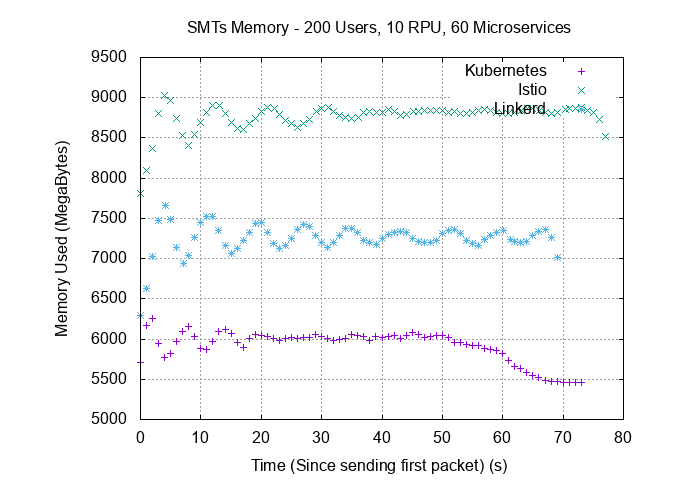 SMTs Memory - 200 Users, 10 RPU, 60 Microservices
9500
9000
8500
8000
7500
7000
6500
6000
5500
5000
Memory Used (MegaBytes)
Kubernetes
Istio
Linkerd
0 10 20 30 40 50 60 70 80
Time (Since sending first packet) (s)